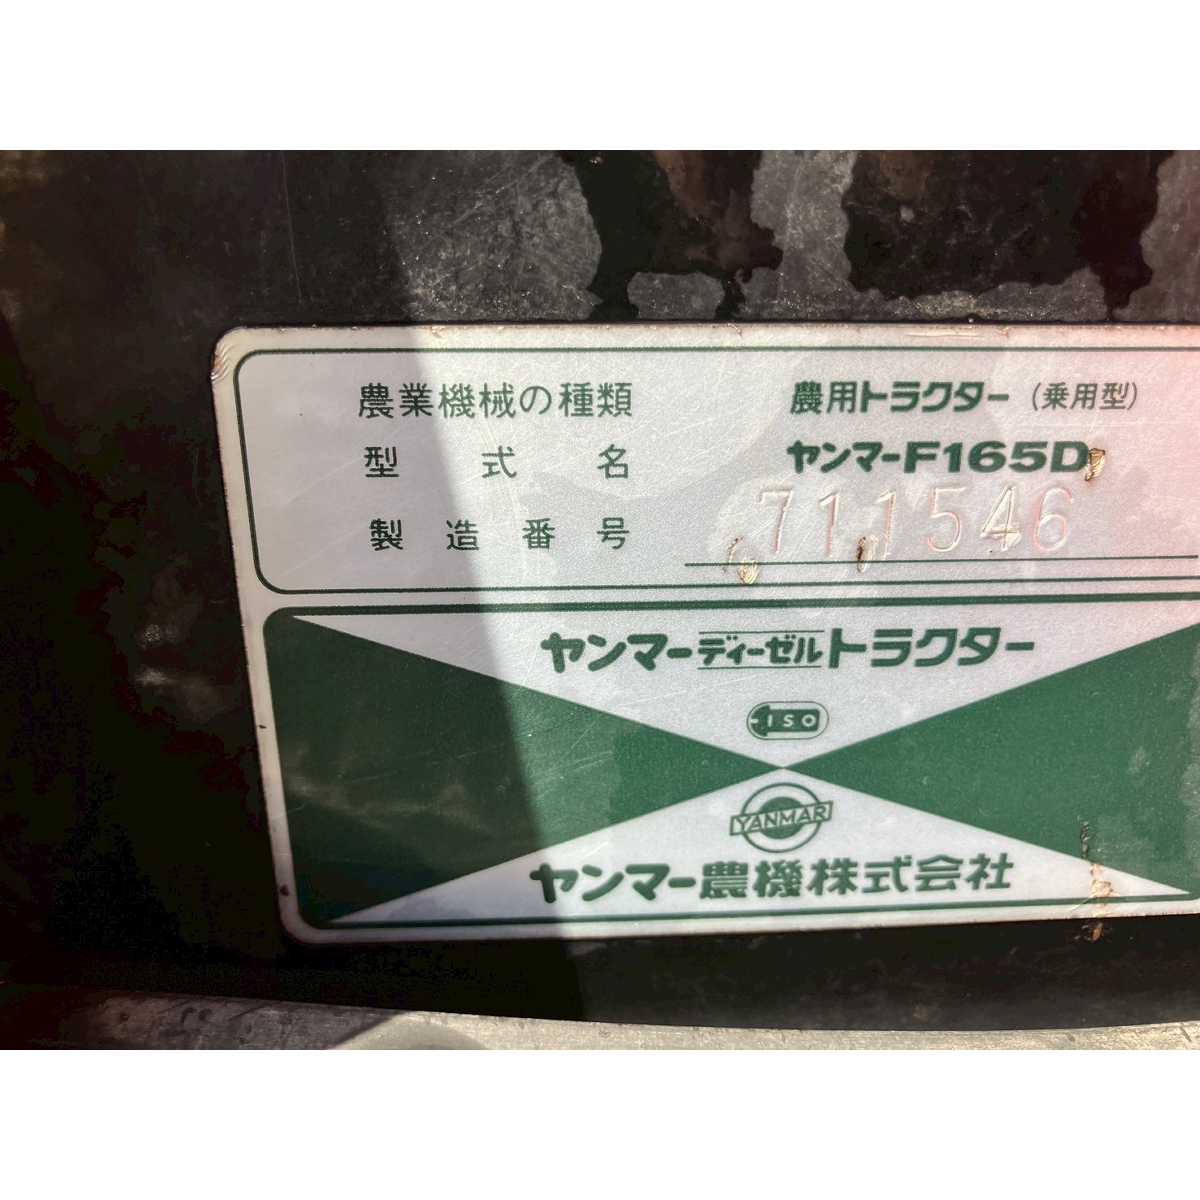 農業機械の種類 農用トラクター(乗用型)
型式名 ヤンマーF165D
製造番号 711546
ヤンマーディーゼルトラクター
ISO
YANMAR
ヤンマー農機株式会社